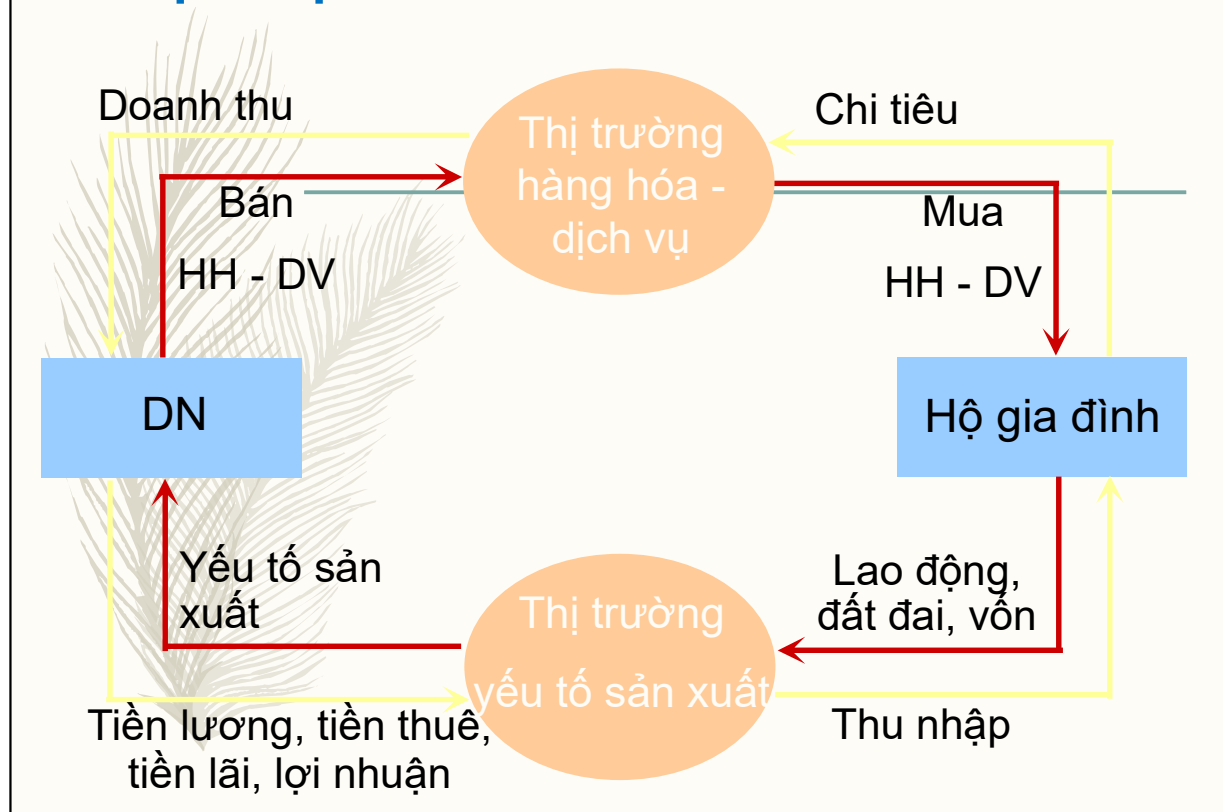 Doanh thu
Chi tiêu
Thị trường
hàng hóa -
dịch vụ
Bán
HH - DV
Mua
HH - DV
DN
Hộ gia đình
Yếu tố sản
xuất
Thị trường
yếu tố sản xuất
Lao động,
đất đai, vốn
Tiền lương, tiền thuê,
tiền lãi, lợi nhuận
Thu nhập